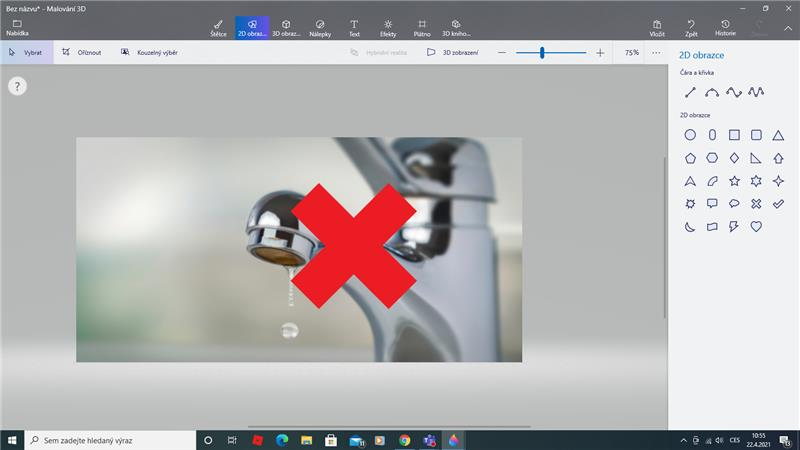 Bez názvu* - Malování 3D
Nabídka
Štětce
2D obraz...
3D obraz...
Nálepky
Text
Efekty
Plátno
3D kniho...
Vložit
Zpět
Historie
Vybrat
Oříznout
Kouzelný výběr
Hybridní realita
3D zobrazení
75%
?
2D obrazce
Čára a křivka
2D obrazce
Sem zadejte hledaný výraz
CES
10:55
22.4.2021